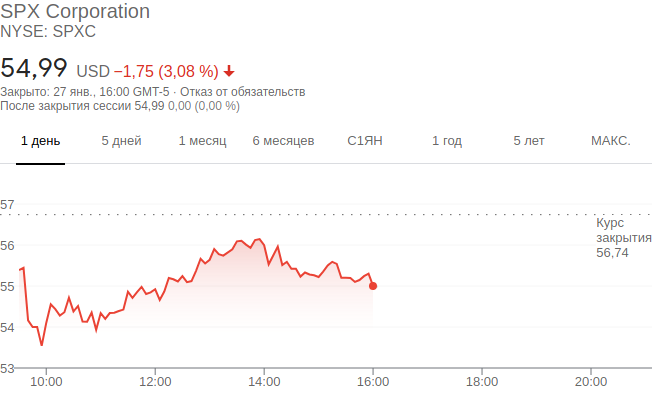 SPX Corporation
NYSE: SPXC
54,99 USD −1,75 (3,08 %)
Закрыто: 27 янв., 16:00 GMT-5 · Отказ от обязательств
После закрытия сессии 54,99 0,00 (0,00 %)
1 день 5 дней 1 месяц 6 месяцев С1ЯН 1 год 5 лет МАКС.
57
Курс
закрытия
56,74
56
55
54
53
10:00 12:00 14:00 16:00 18:00 20:00